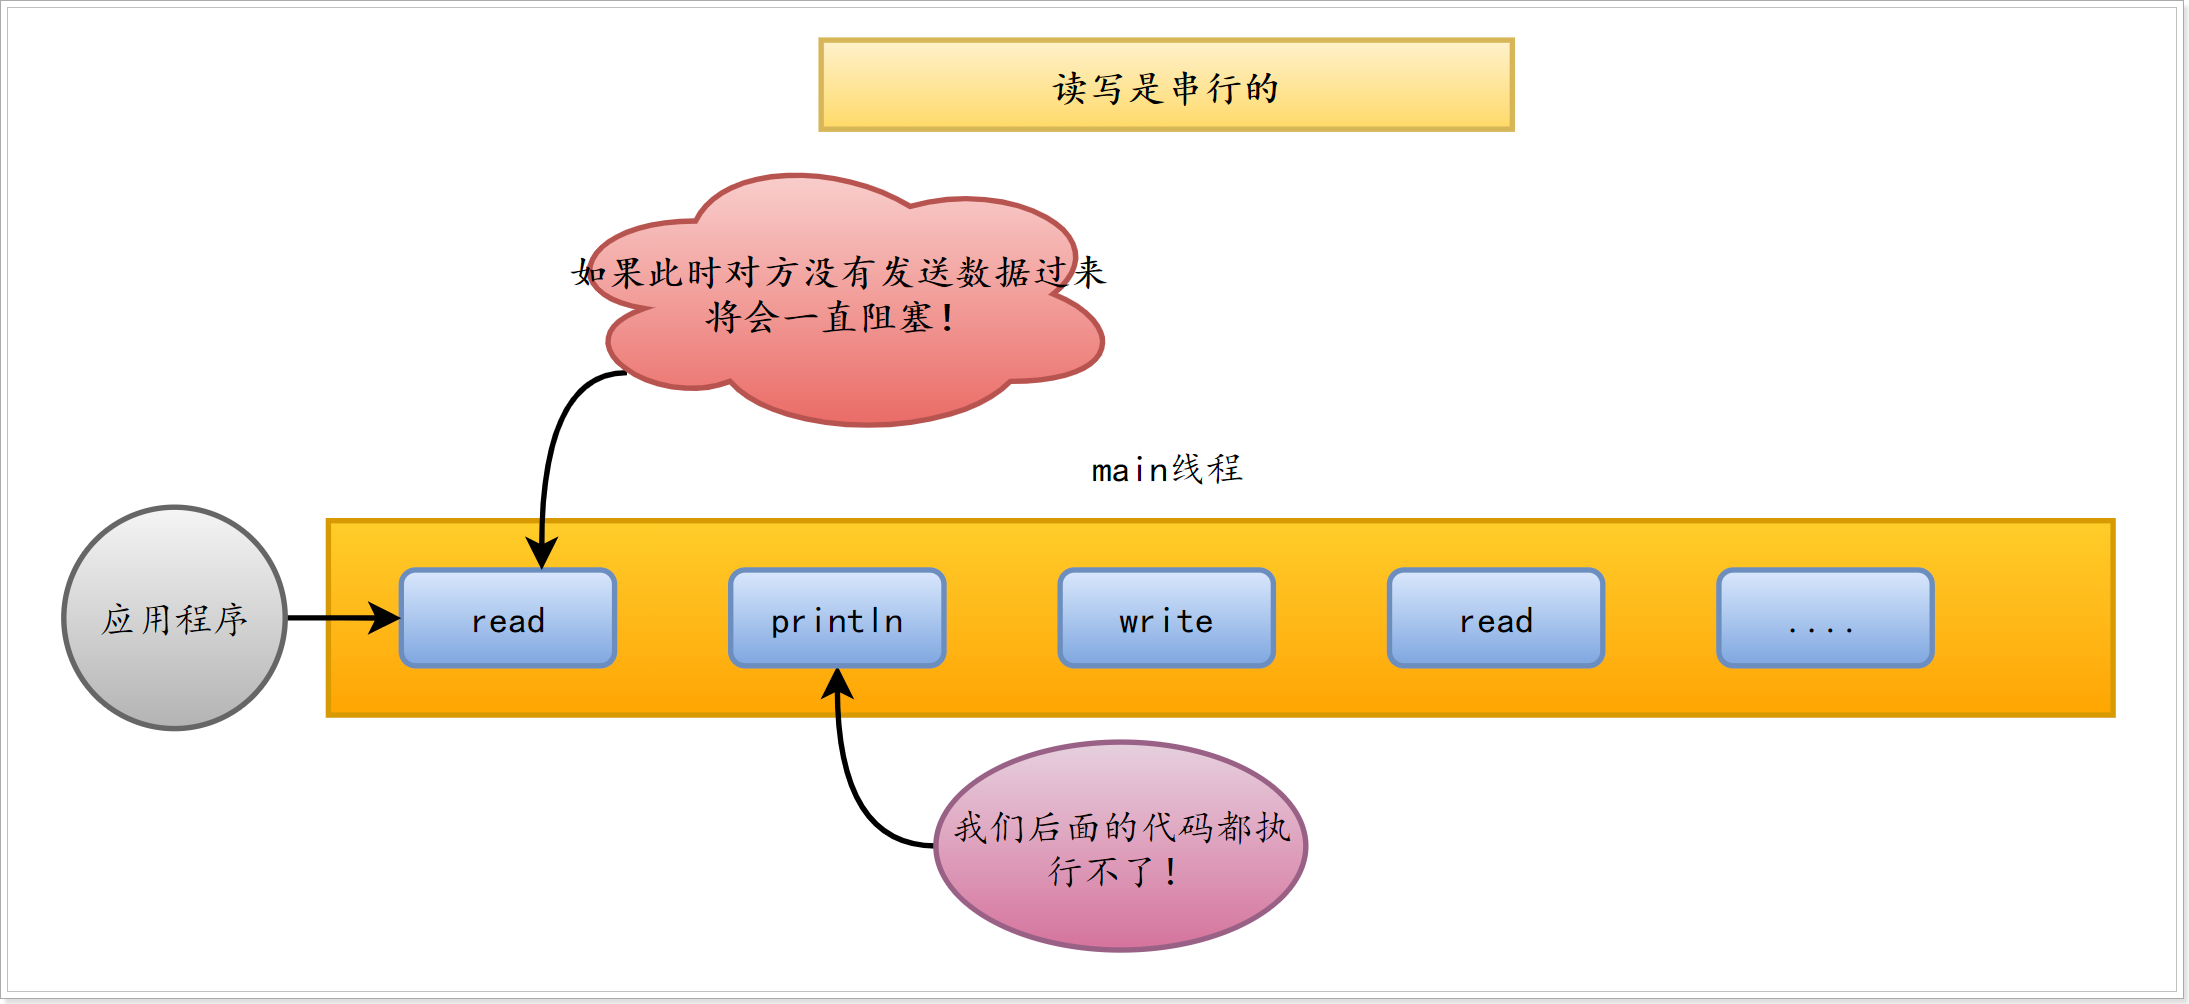 读写是串行的
如果此时对方没有发送数据过来
将会一直阻塞!
main线程
应用程序
read
println
write
read
....
我们后面的代码都执
行不了!